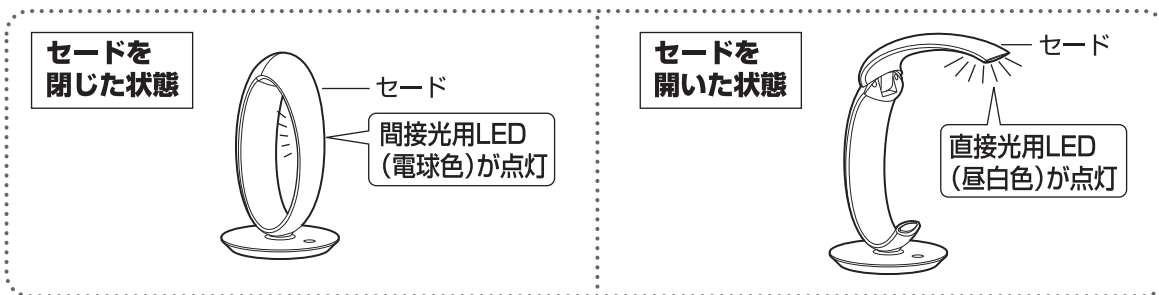 セードを
閉じた状態
セード
間接光用LED
(電球色)が点灯
セードを
開いた状態
セード
直接光用LED
(昼白色)が点灯